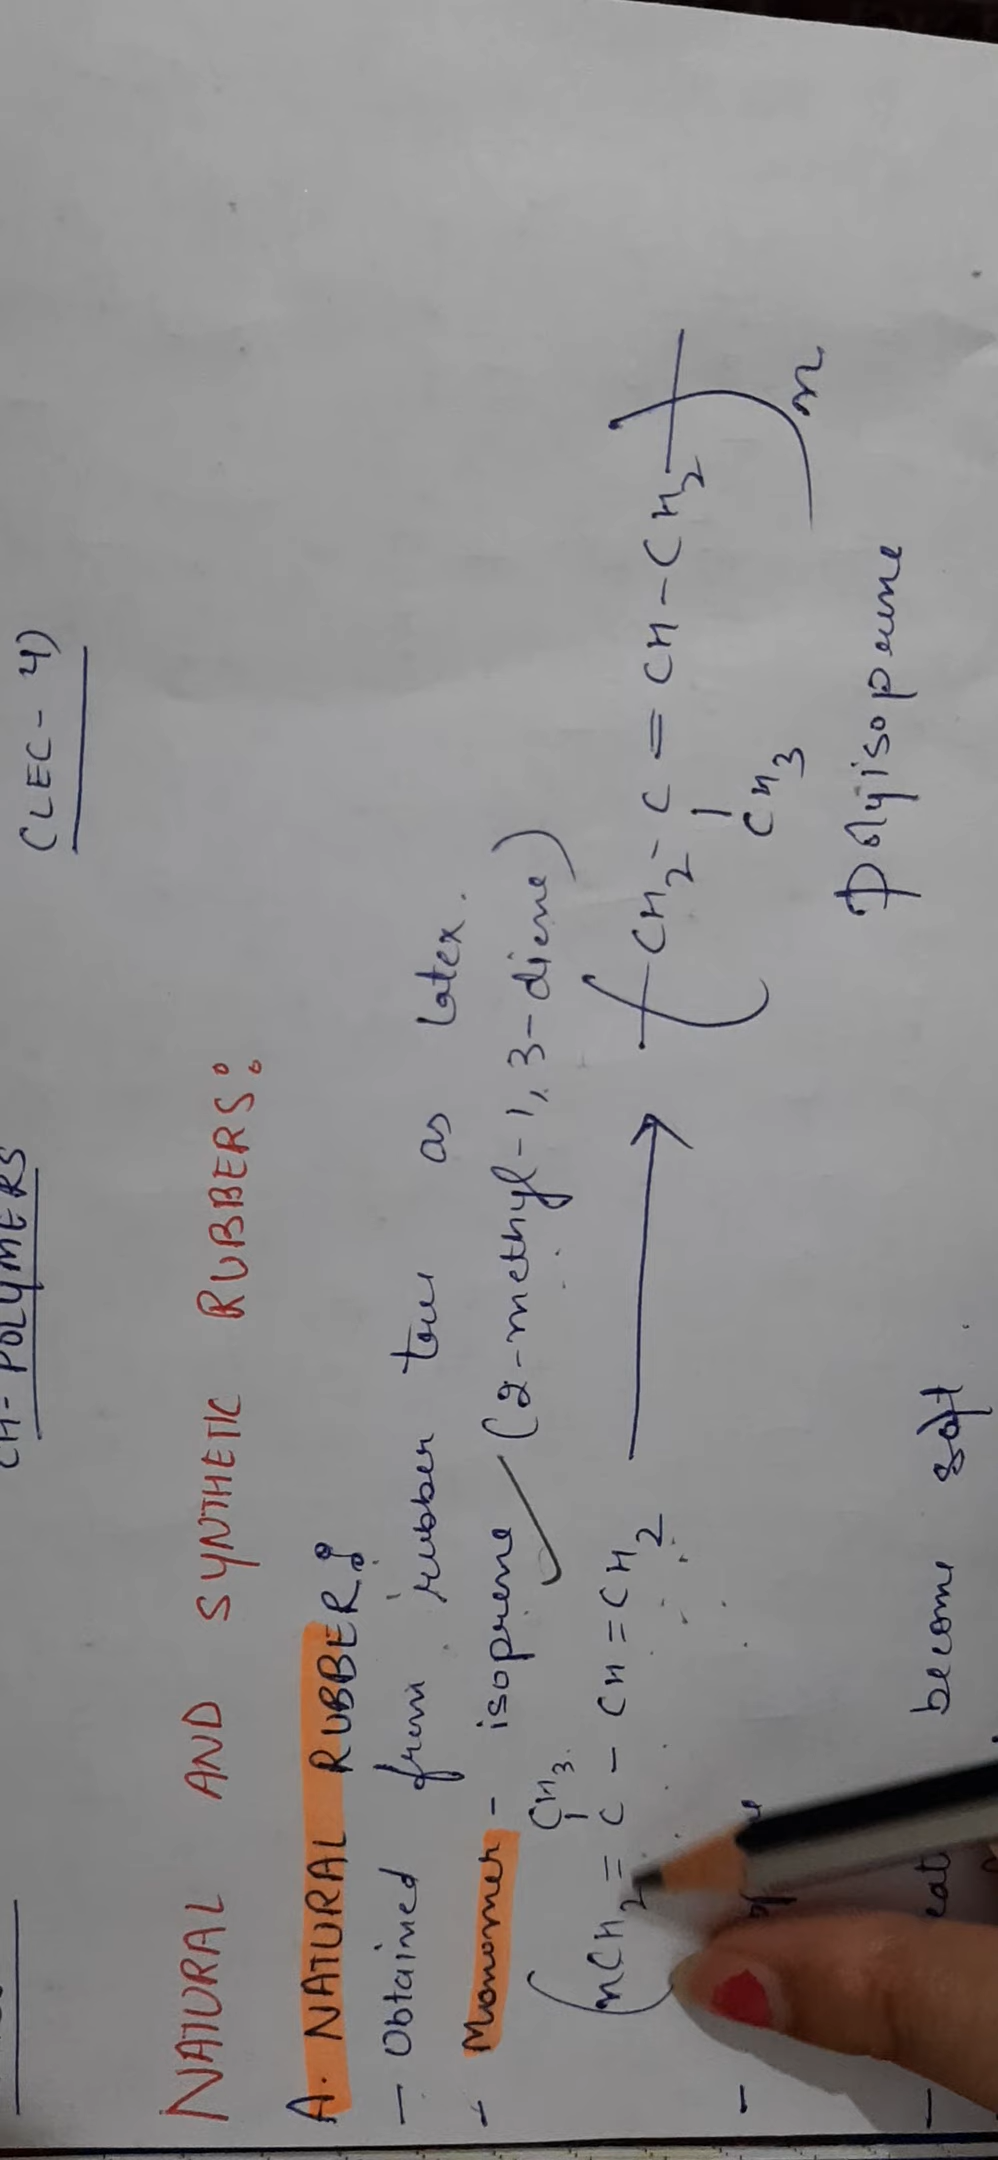 CH- POLYMERS (LEC-4)
NATURAL AND SYNTHETIC RUBBERS:
A. NATURAL RUBBER:
- Obtained from rubber tree as latex.
- Monomer - isoprene (2-methyl-1,3-diene)
CH3
(nCH2=C-CH=CH2 → (CH2-C=CH-CH2)n
CH3
Polyisoprene
-
- become soft